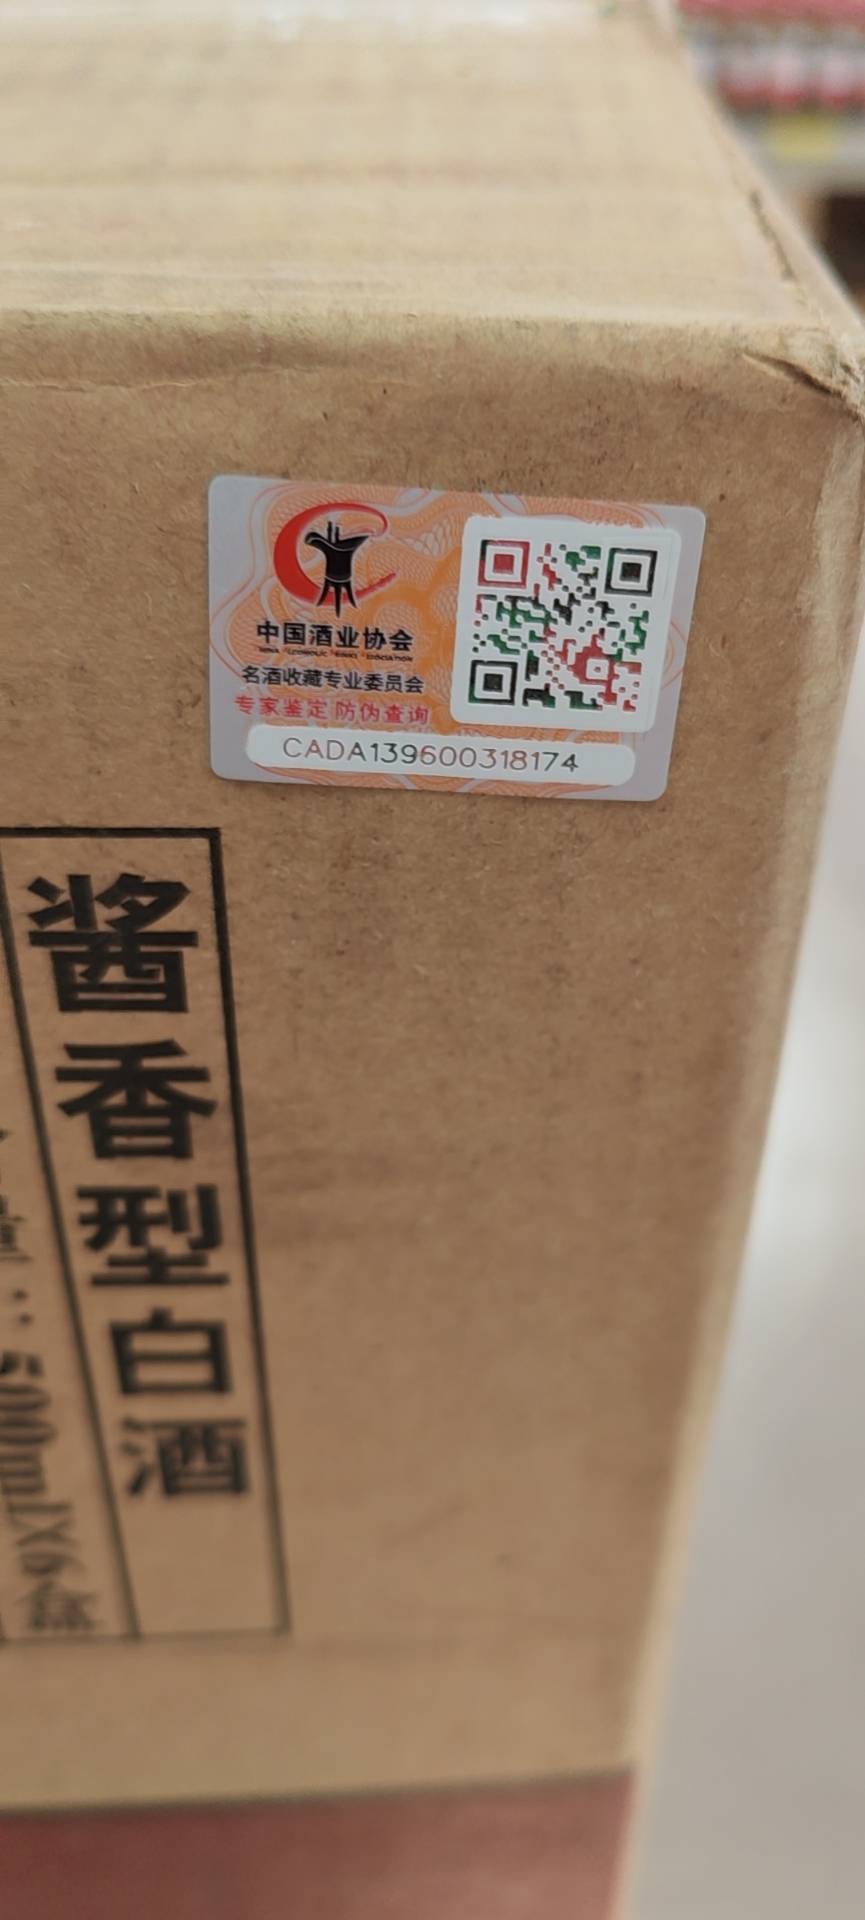 中国酒业协会
名酒收藏专业委员会
专家鉴定 防伪查询
CADA139600318174
酱香型白酒